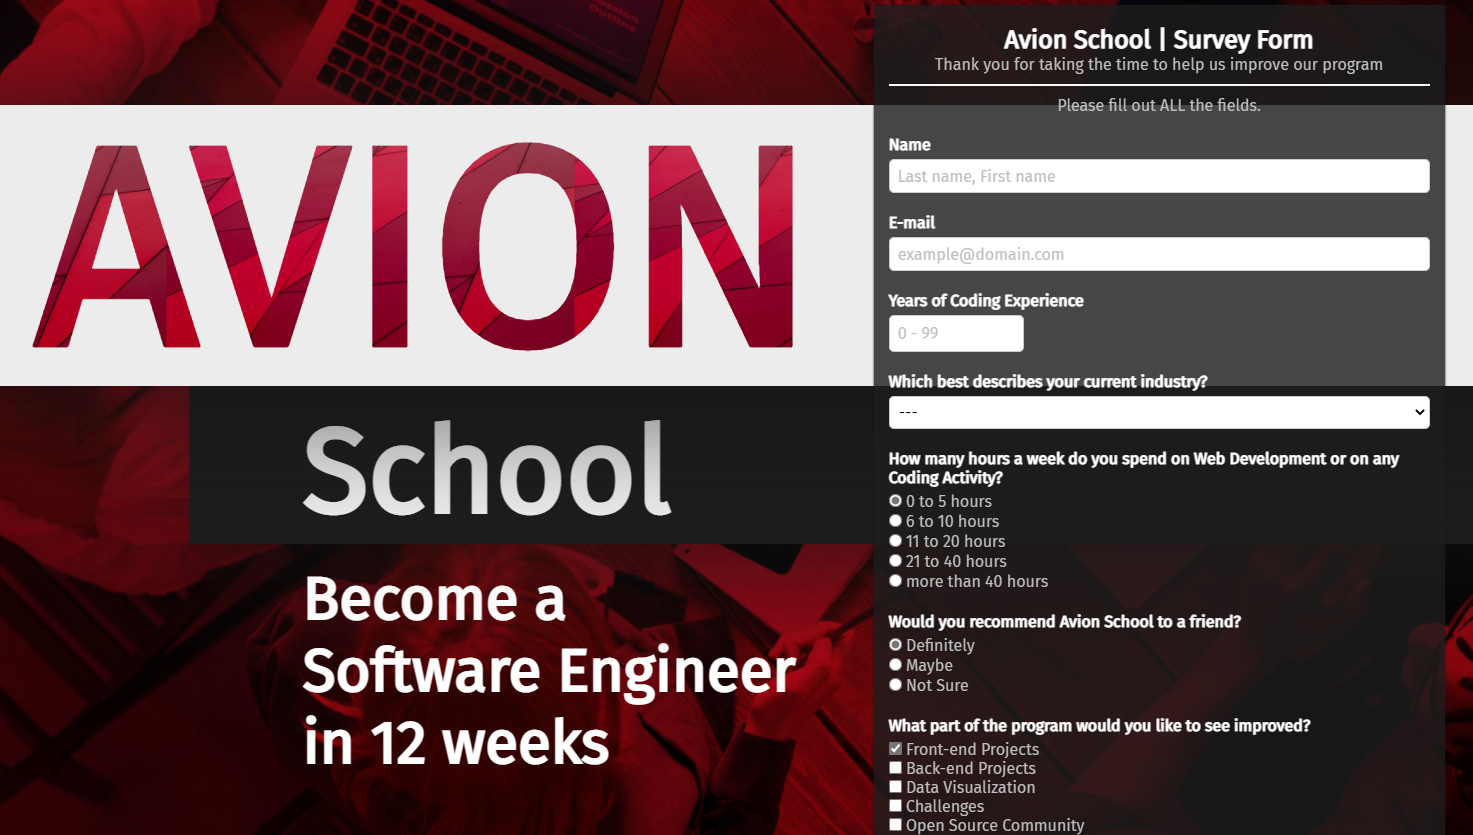 AVION
School
Become a
Software Engineer
in 12 weeks
Avion School | Survey Form
Thank you for taking the time to help us improve our program
Please fill out ALL the fields.
Name
Last name, First name
E-mail
example@domain.com
Years of Coding Experience
0 - 99
Which best describes your current industry?
---
How many hours a week do you spend on Web Development or on any
Coding Activity?
0 to 5 hours
6 to 10 hours
11 to 20 hours
21 to 40 hours
more than 40 hours
Would you recommend Avion School to a friend?
Definitely
Maybe
Not Sure
What part of the program would you like to see improved?
Front-end Projects
Back-end Projects
Data Visualization
Challenges
Open Source Community